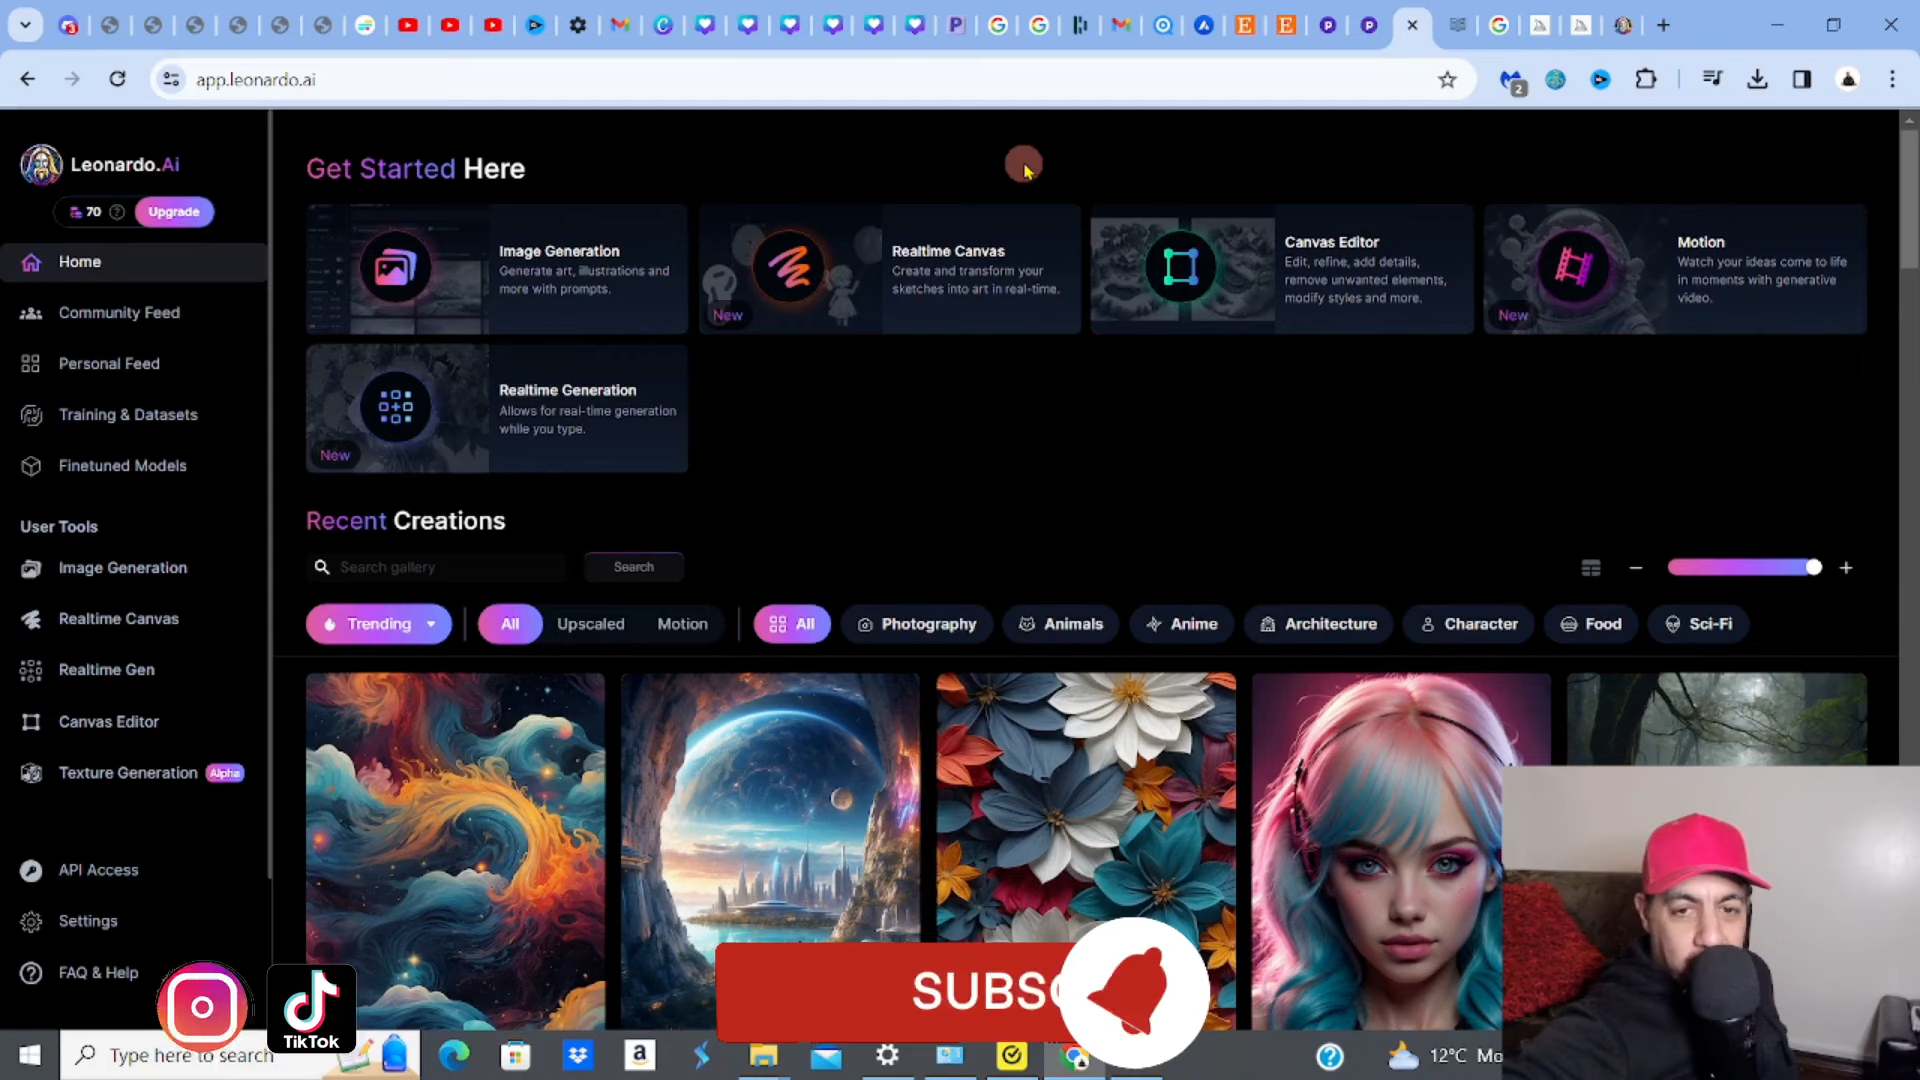 app.leonardo.ai
2
Leonardo.Ai
70
Upgrade
Home
Community Feed
Personal Feed
Training & Datasets
Finetuned Models
User Tools
Image Generation
Realtime Canvas
Realtime Gen
Canvas Editor
Texture Generation Alpha
API Access
Settings
FAQ & Help
Get Started Here
Image Generation
Generate art, illustrations and
more with prompts.
Realtime Canvas
Create and transform your
sketches into art in real-time.
New
Canvas Editor
Edit, refine, add details,
remove unwanted elements,
modify styles and more.
Motion
Watch your ideas come to life
in moments with generative
video.
New
Realtime Generation
Allows for real-time generation
while you type.
New
Recent Creations
Search gallery
Search
Trending
All
Upscaled
Motion
All
Photography
Animals
Anime
Architecture
Character
Food
Sci-Fi
SUBSC
TikTok
Type here to search
12°C Mo